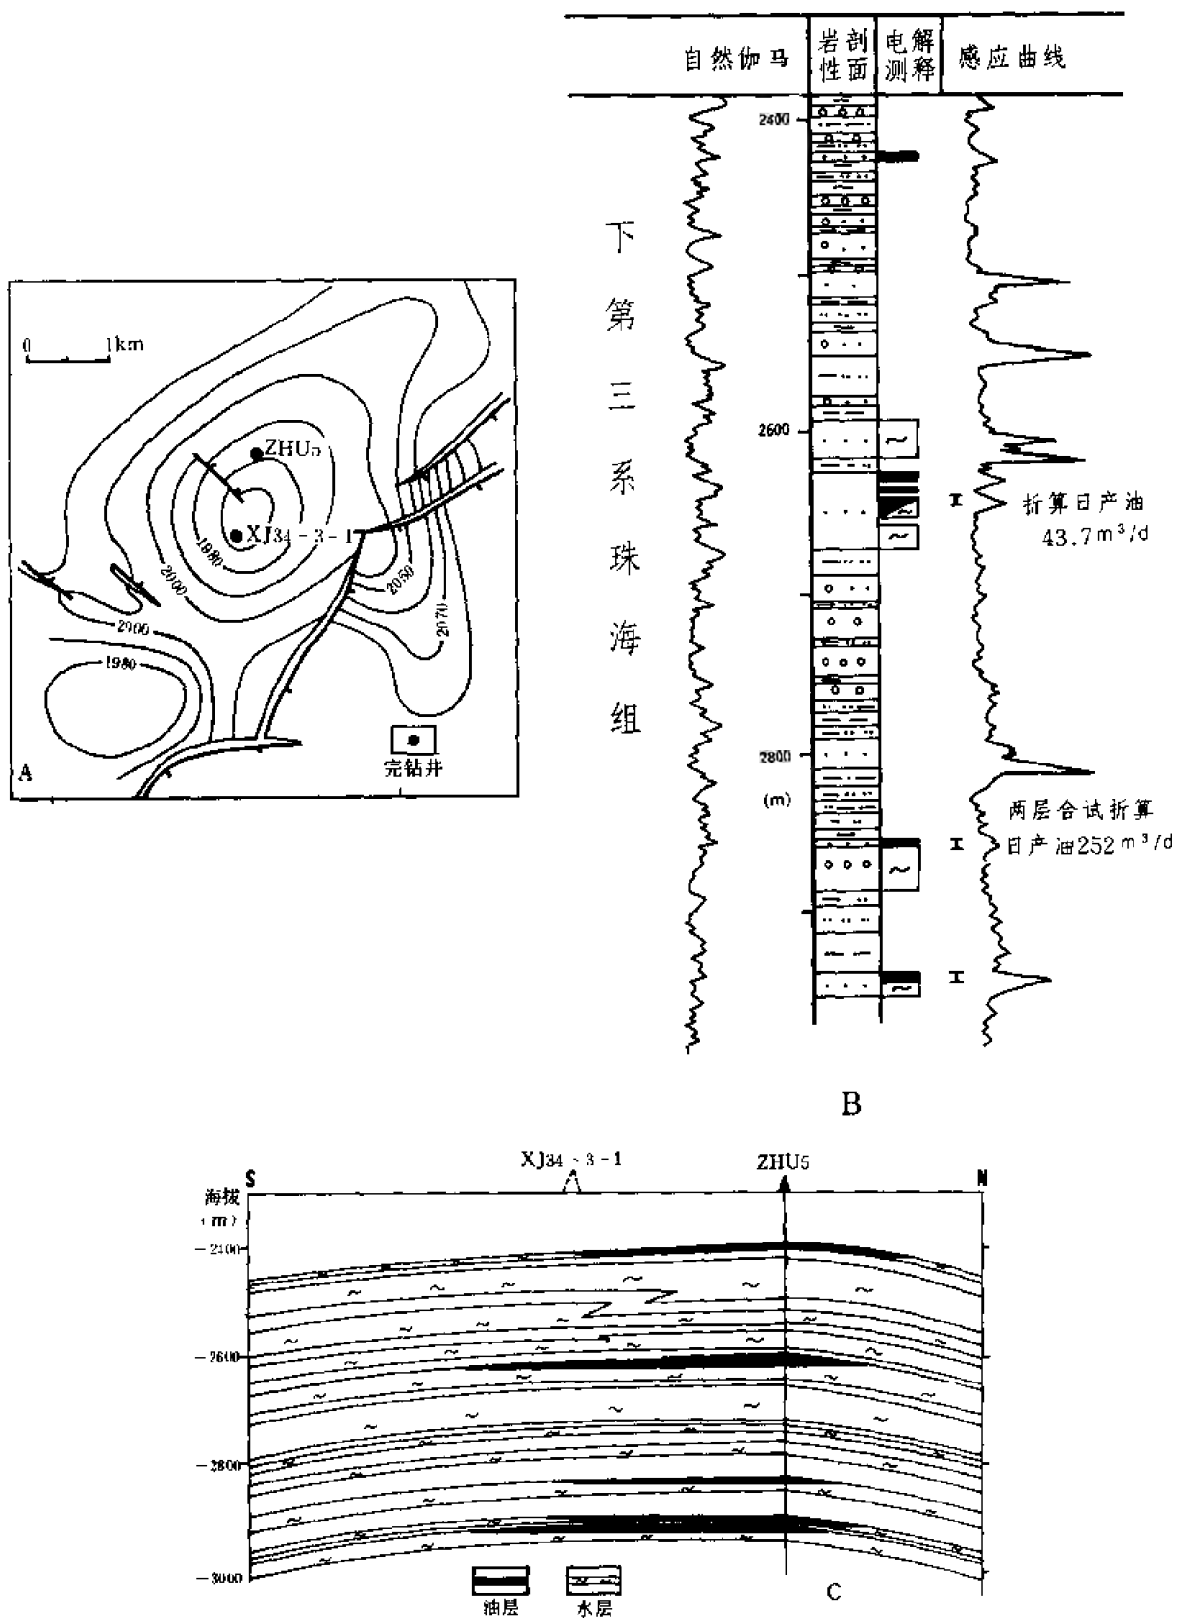 自然伽马
岩性剖面
电测解释
感应曲线
2400
下第三系珠海组
2600
折算日产油
43.7m³/d
2800
(m)
两层合试折算
日产油252m³/d
B
0 1km
ZHU5
XJ34-3-1
1980
2000
2050
2070
2000
1980
A
完钻井
XJ34-3-1
ZHU5
S
N
海拔
(m)
-2400
-2600
-2800
-3000
油层
水层
C